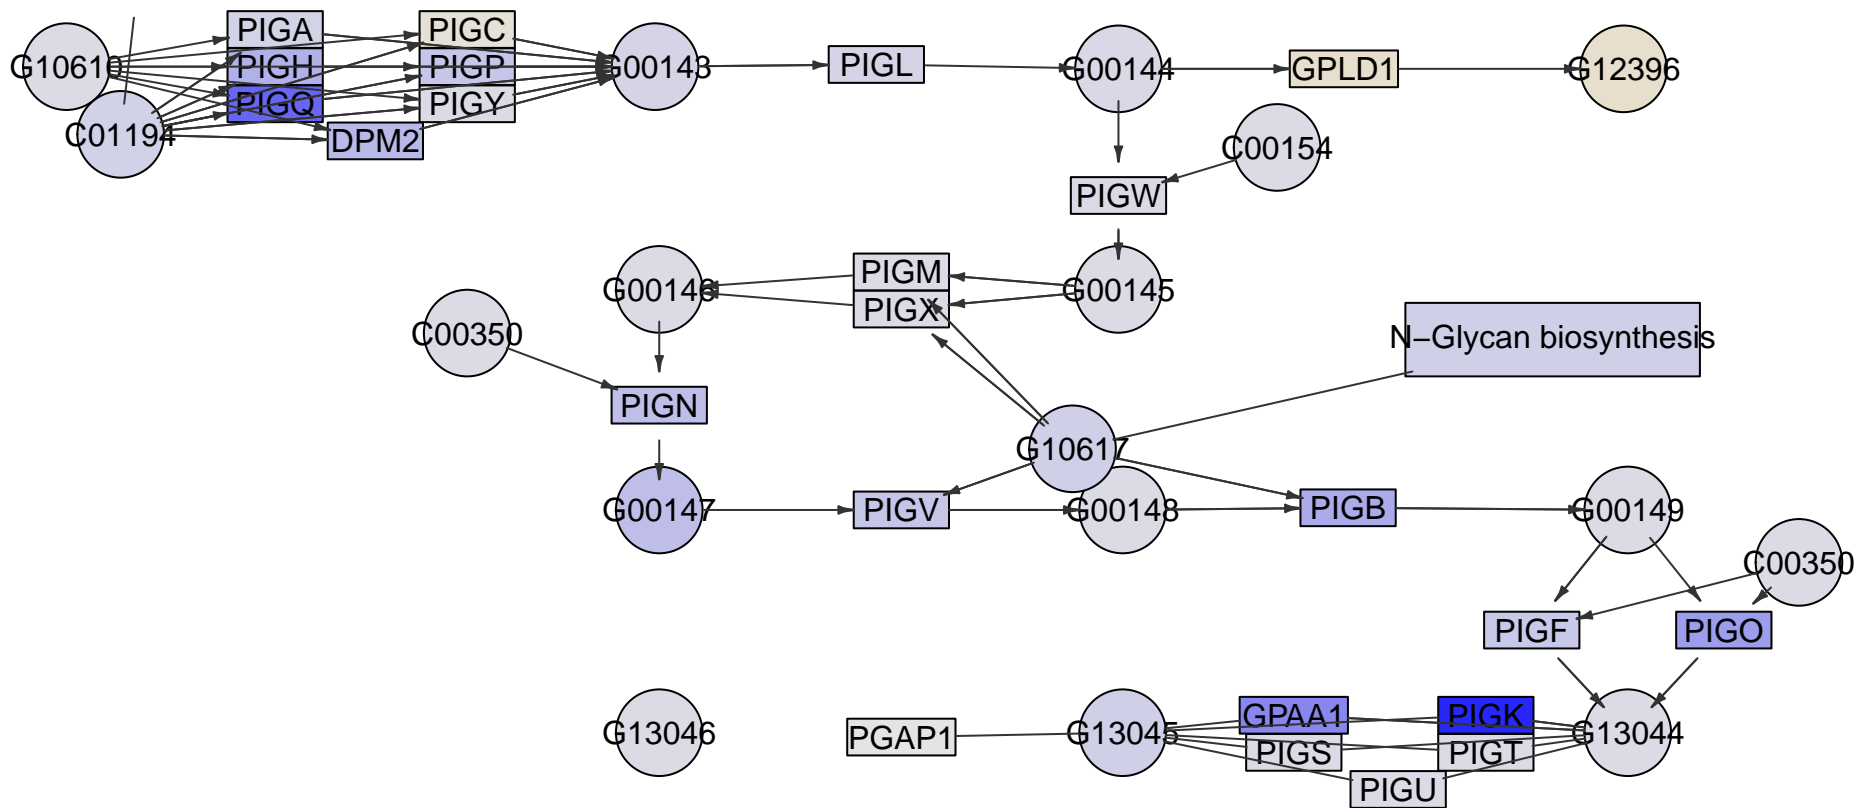 PIGA
PIGC
G10610
PIGH
PIGP
G00143
PIGL
G00144
GPLD1
G12396
PIGQ
PIGY
C01194
DPM2
C00154
PIGW
PIGM
G00146
G00145
PIGX
C00350
N−Glycan biosynthesis
PIGN
G10617
G00147
PIGV
G00148
PIGB
G00149
C00350
PIGF
PIGO
GPAA1
PIGK
G13046
PGAP1
G13045
G13044
PIGS
PIGT
PIGU